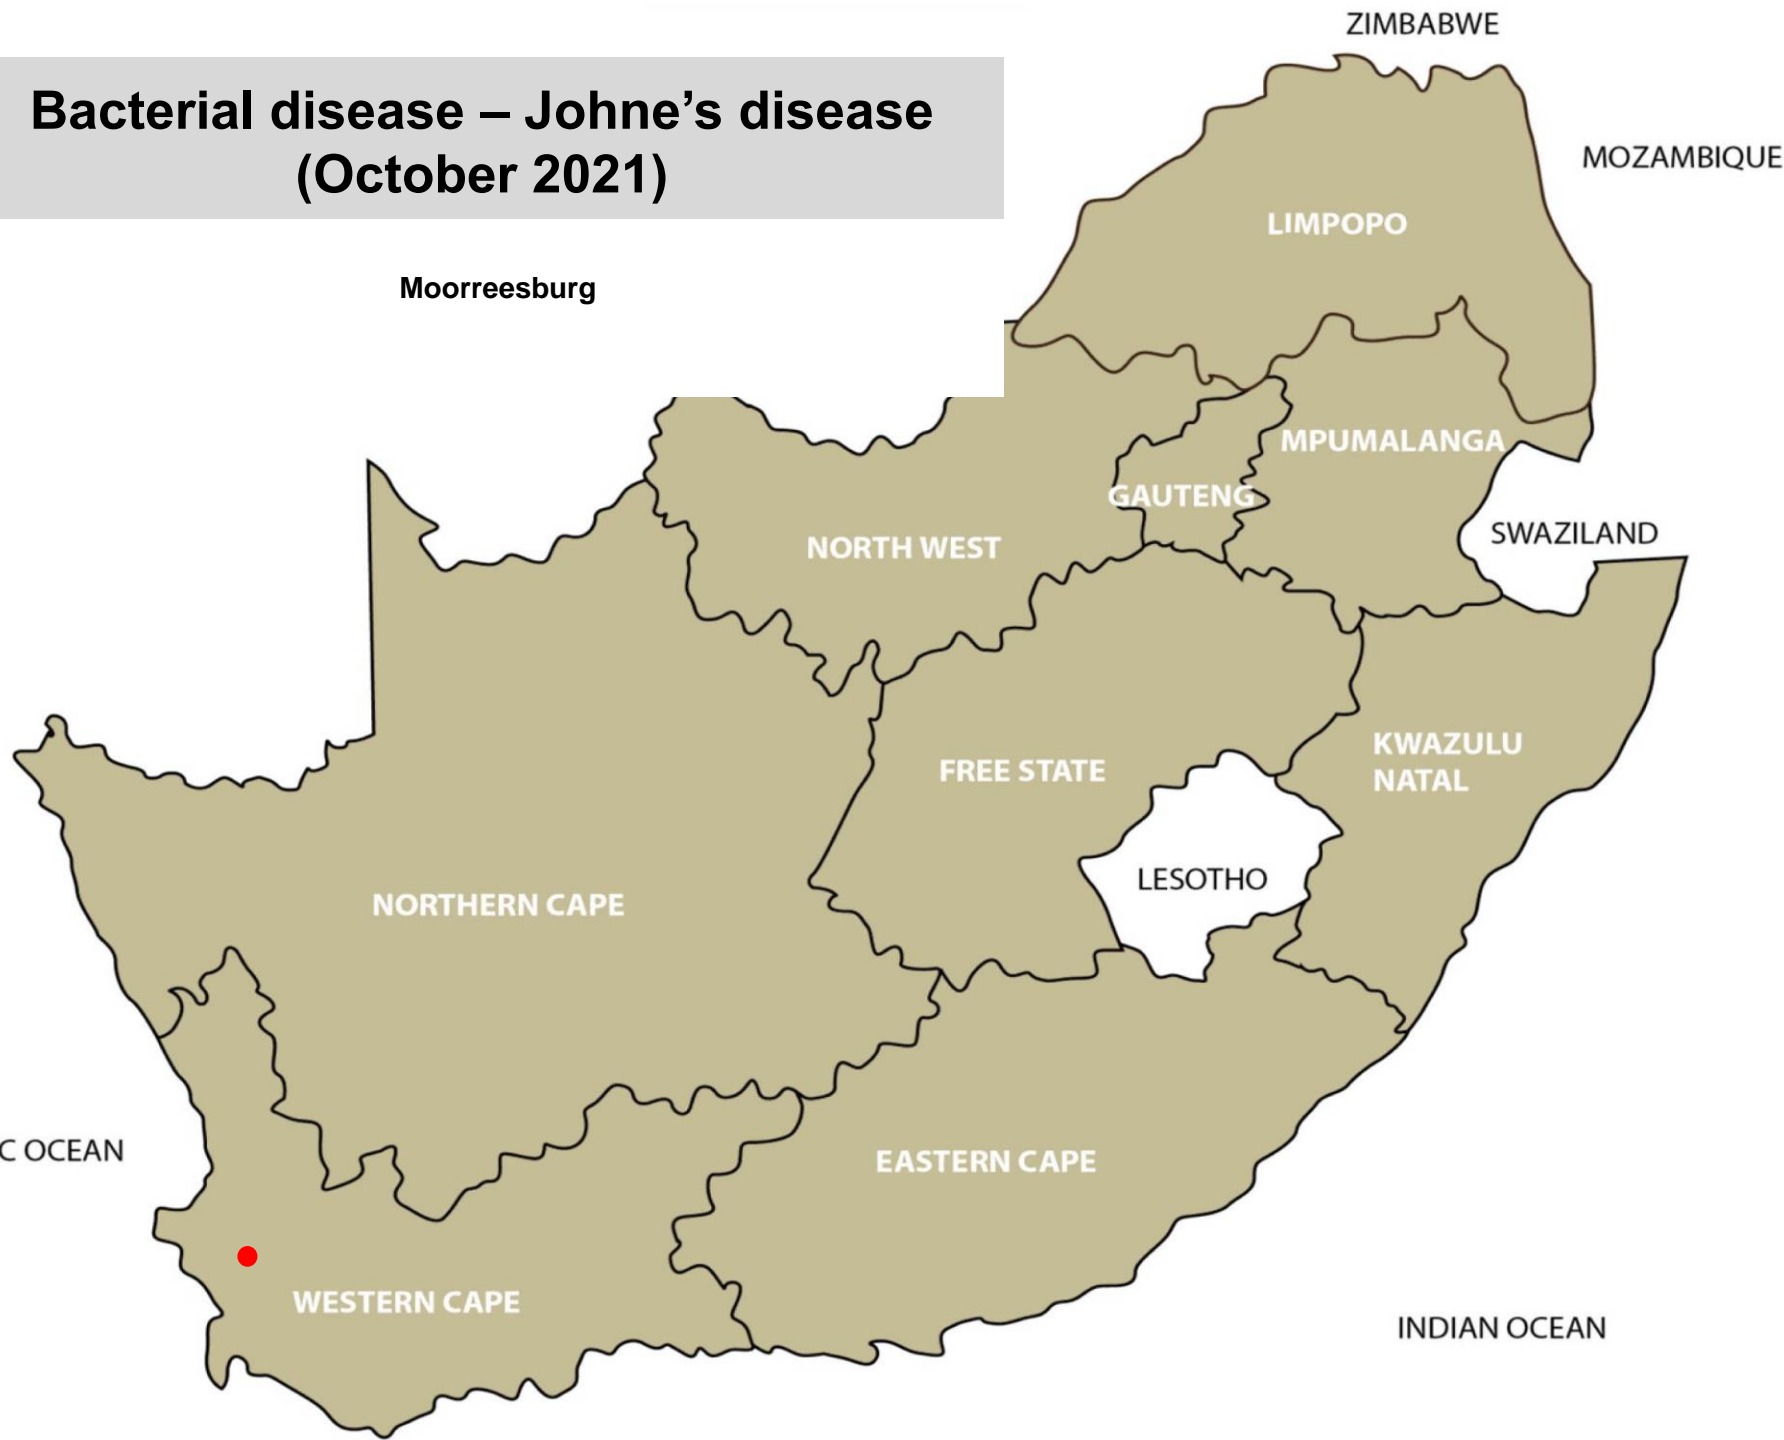 ZIMBABWE
Bacterial disease – Johne’s disease
(October 2021)
MOZAMBIQUE
LIMPOPO
Moorreesburg
MPUMALANGA
GAUTENG
SWAZILAND
NORTH WEST
KWAZULU
NATAL
FREE STATE
LESOTHO
NORTHERN CAPE
C OCEAN
EASTERN CAPE
WESTERN CAPE
INDIAN OCEAN